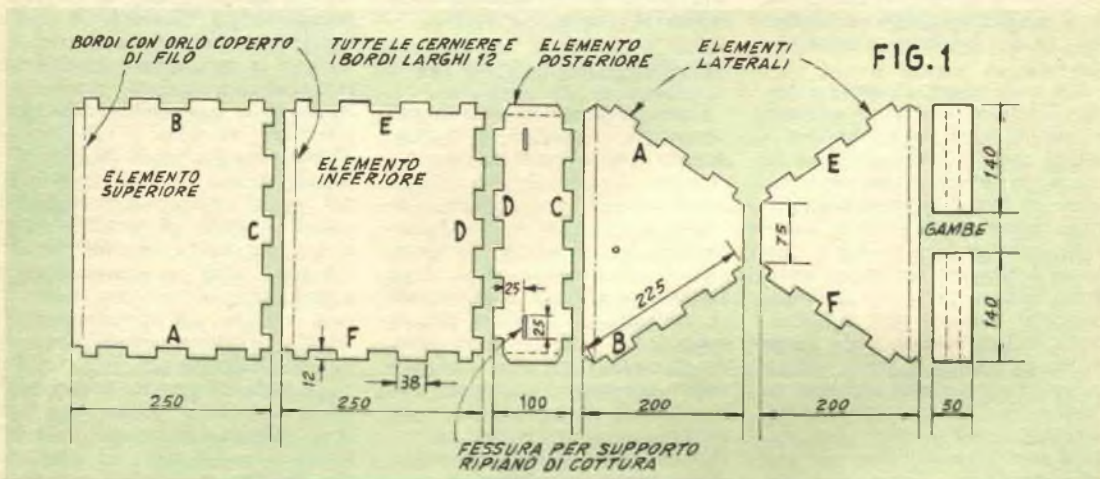 BORDI CON ORLO COPERTO
DI FILO
TUTTE LE CERNIERE E
I BORDI LARGHI 12
ELEMENTO
POSTERIORE
ELEMENTI
LATERALI
FIG.1
B
E
A
E
ELEMENTO
SUPERIORE
ELEMENTO
INFERIORE
C
D
D
C
75
140
GAMBE
25
25
225
140
A
F
B
F
12
38
250
250
100
200
200
50
FESSURA PER SUPPORTO
RIPIANO DI COTTURA